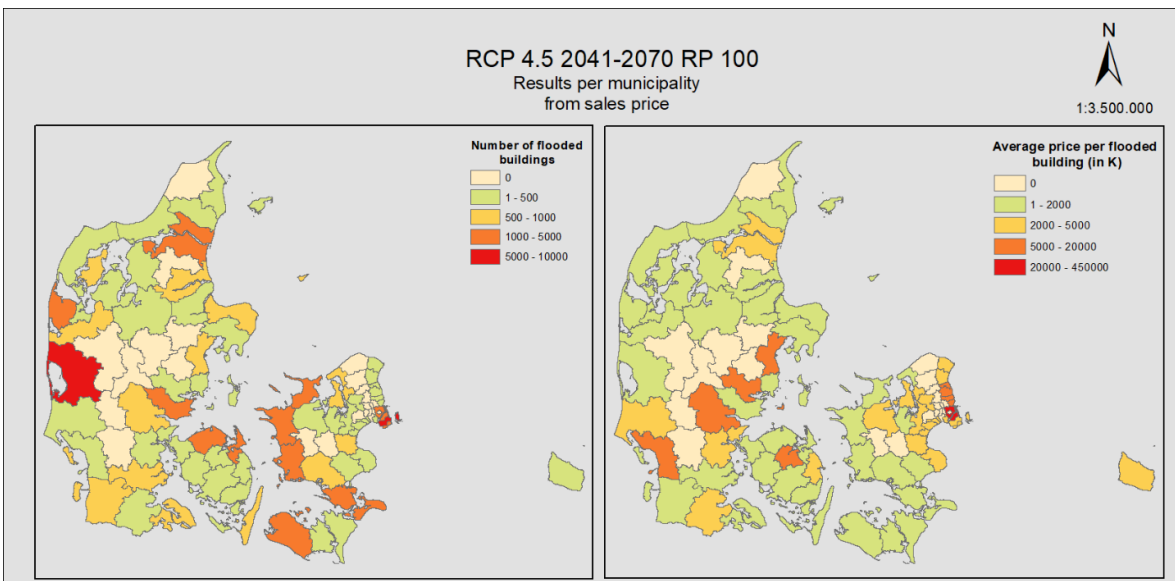 RCP 4.5 2041-2070 RP 100
Results per municipality
from sales price
N
1:3.500.000
Number of flooded
buildings
0
1 - 500
500 - 1000
1000 - 5000
5000 - 10000
Average price per flooded
building (in K)
0
1 - 2000
2000 - 5000
5000 - 20000
20000 - 450000